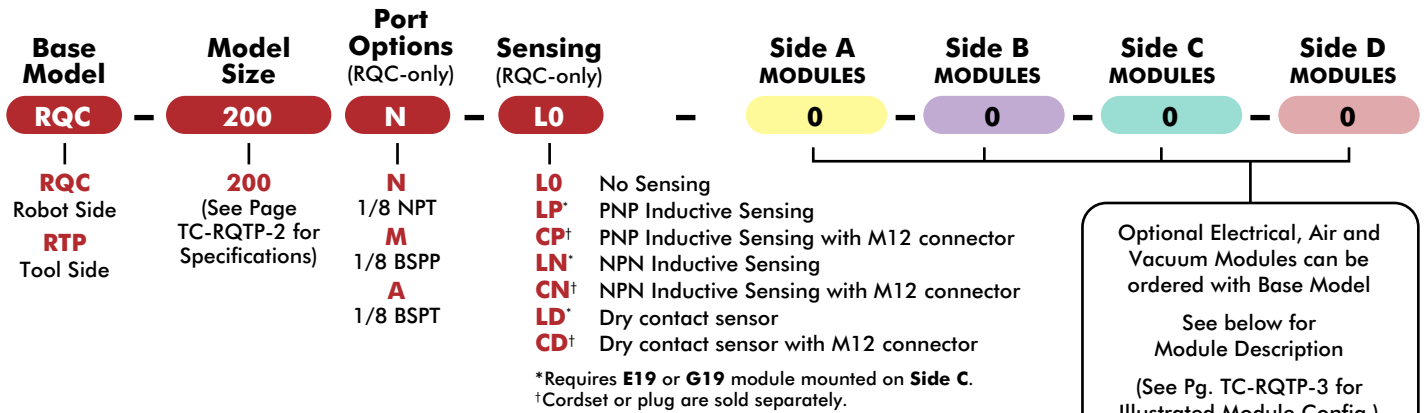 Base Model
Model Size
Port Options
(RQC-only)
Sensing
(RQC-only)
Side A
MODULES
Side B
MODULES
Side C
MODULES
Side D
MODULES
RQC – 200 N – L0 – 0 – 0 – 0 – 0
RQC
Robot Side
RTP
Tool Side
200
(See Page
TC-RQTP-2 for
Specifications)
N
1/8 NPT
M
1/8 BSPP
A
1/8 BSPT
L0 No Sensing
LP* PNP Inductive Sensing
CP† PNP Inductive Sensing with M12 connector
LN* NPN Inductive Sensing
CN† NPN Inductive Sensing with M12 connector
LD* Dry contact sensor
CD† Dry contact sensor with M12 connector
*Requires E19 or G19 module mounted on Side C.
†Cordset or plug are sold separately.
Optional Electrical, Air and
Vacuum Modules can be
ordered with Base Model
See below for
Module Description
(See Pg. TC-RQTP-3 for
Illustrated Module Config.)